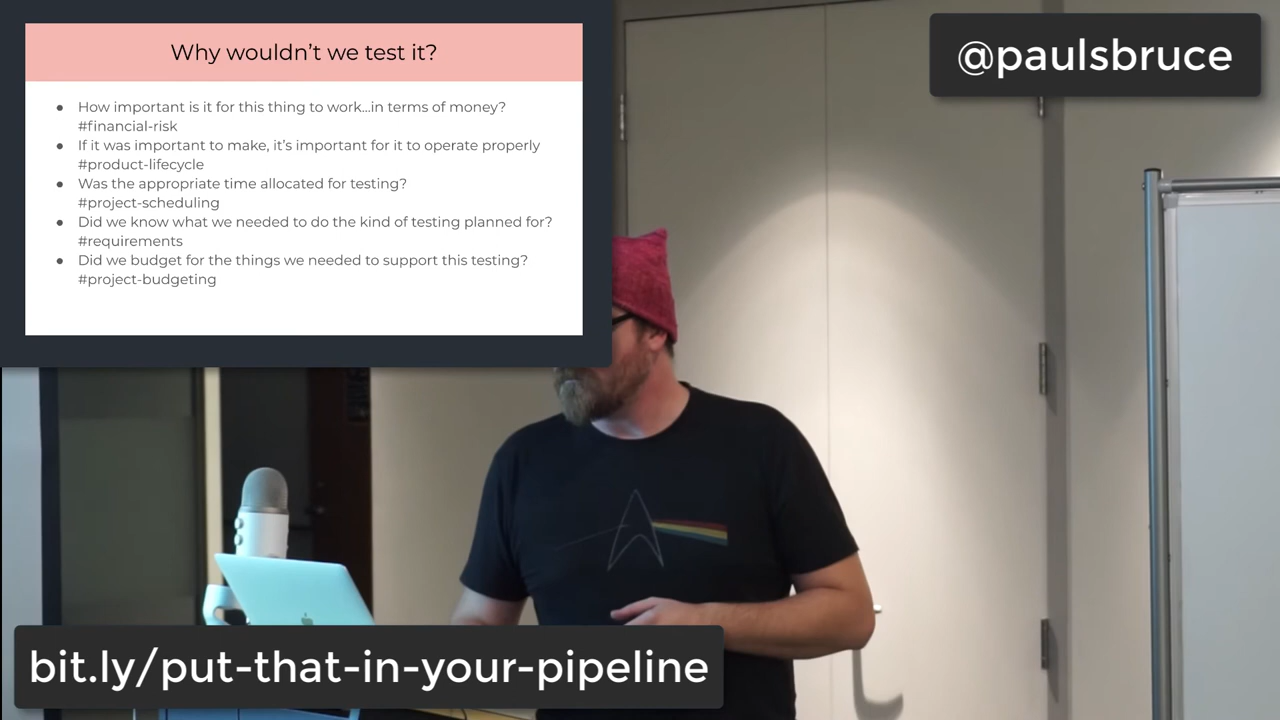 Why wouldn't we test it?
● How important is it for this thing to work...in terms of money?
#financial-risk
● If it was important to make, it's important for it to operate properly
#product-lifecycle
● Was the appropriate time allocated for testing?
#project-scheduling
● Did we know what we needed to do the kind of testing planned for?
#requirements
● Did we budget for the things we needed to support this testing?
#project-budgeting
@paulsbruce
bit.ly/put-that-in-your-pipeline